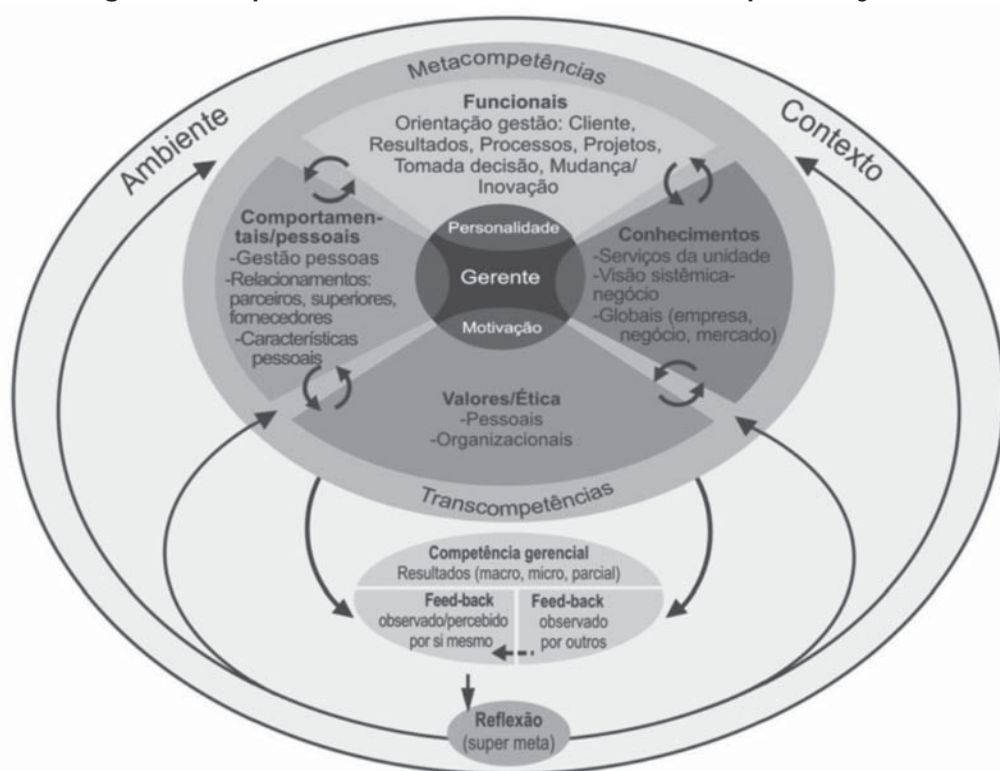 Metacompetências
Ambiente
Contexto
Funcionais
Orientação gestão: Cliente,
Resultados, Processos, Projetos,
Tomada decisão, Mudança/
Inovação
Comportamen-
tais/pessoais
-Gestão pessoas
-Relacionamentos:
parceiros, superiores,
fornecedores
-Características
pessoais
Personalidade
Gerente
Motivação
Conhecimentos
-Serviços da unidade
-Visão sistêmica-
negócio
-Globais (empresa,
negócio, mercado)
Valores/Ética
-Pessoais
-Organizacionais
Transcompetências
Competência gerencial
Resultados (macro, micro, parcial)
Feed-back
observado/percebido
por si mesmo
Feed-back
observado
por outros
Reflexão
(super meta)